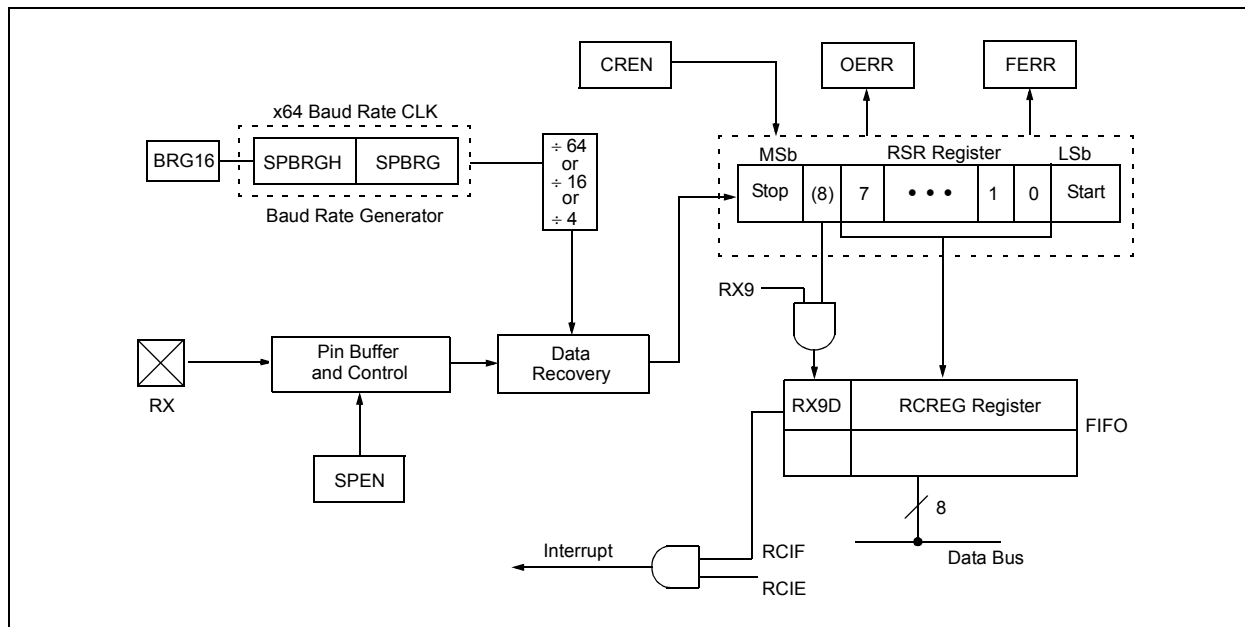 CREN
OERR
FERR
x64 Baud Rate CLK
BRG16
SPBRGH
SPBRG
Baud Rate Generator
÷ 64
or
÷ 16
or
÷ 4
MSb
RSR Register
LSb
Stop
(8)
7
• • •
1
0
Start
RX9
RX
Pin Buffer
and Control
Data
Recovery
SPEN
RX9D
RCREG Register
FIFO
8
Data Bus
Interrupt
RCIF
RCIE